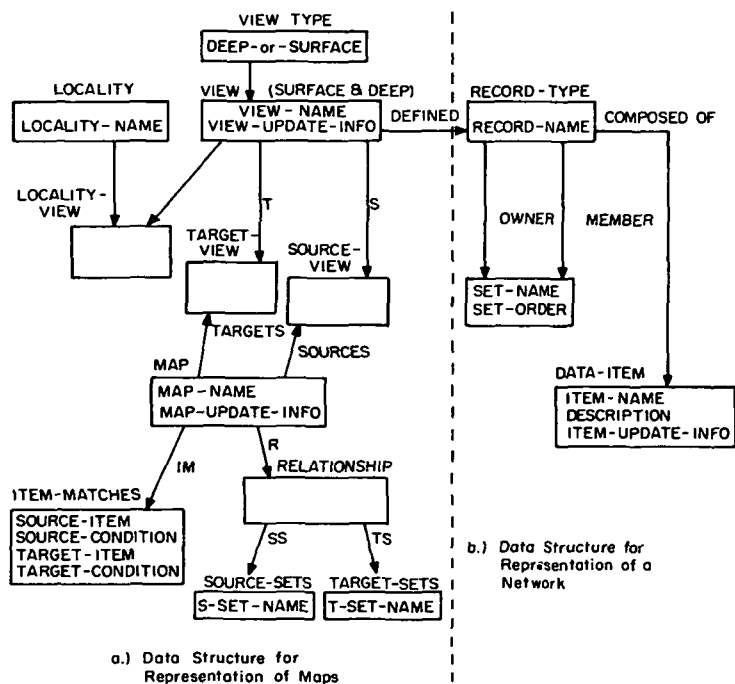 VIEW TYPE
DEEP-or-SURFACE
LOCALITY
LOCALITY-NAME
VIEW (SURFACE & DEEP)
VIEW-NAME
VIEW-UPDATE-INFO
DEFINED
RECORD-TYPE
RECORD-NAME
COMPOSED OF
LOCALITY-
VIEW
T
S
TARGET-
VIEW
SOURCE-
VIEW
OWNER
MEMBER
SET-NAME
SET-ORDER
TARGETS
SOURCES
MAP
MAP-NAME
MAP-UPDATE-INFO
DATA-ITEM
ITEM-NAME
DESCRIPTION
ITEM-UPDATE-INFO
IM
R
RELATIONSHIP
ITEM-MATCHES
SOURCE-ITEM
SOURCE-CONDITION
TARGET-ITEM
TARGET-CONDITION
SS
TS
SOURCE-SETS
S-SET-NAME
TARGET-SETS
T-SET-NAME
b.) Data Structure for
Representation of a
Network
a.) Data Structure for
Representation of Maps